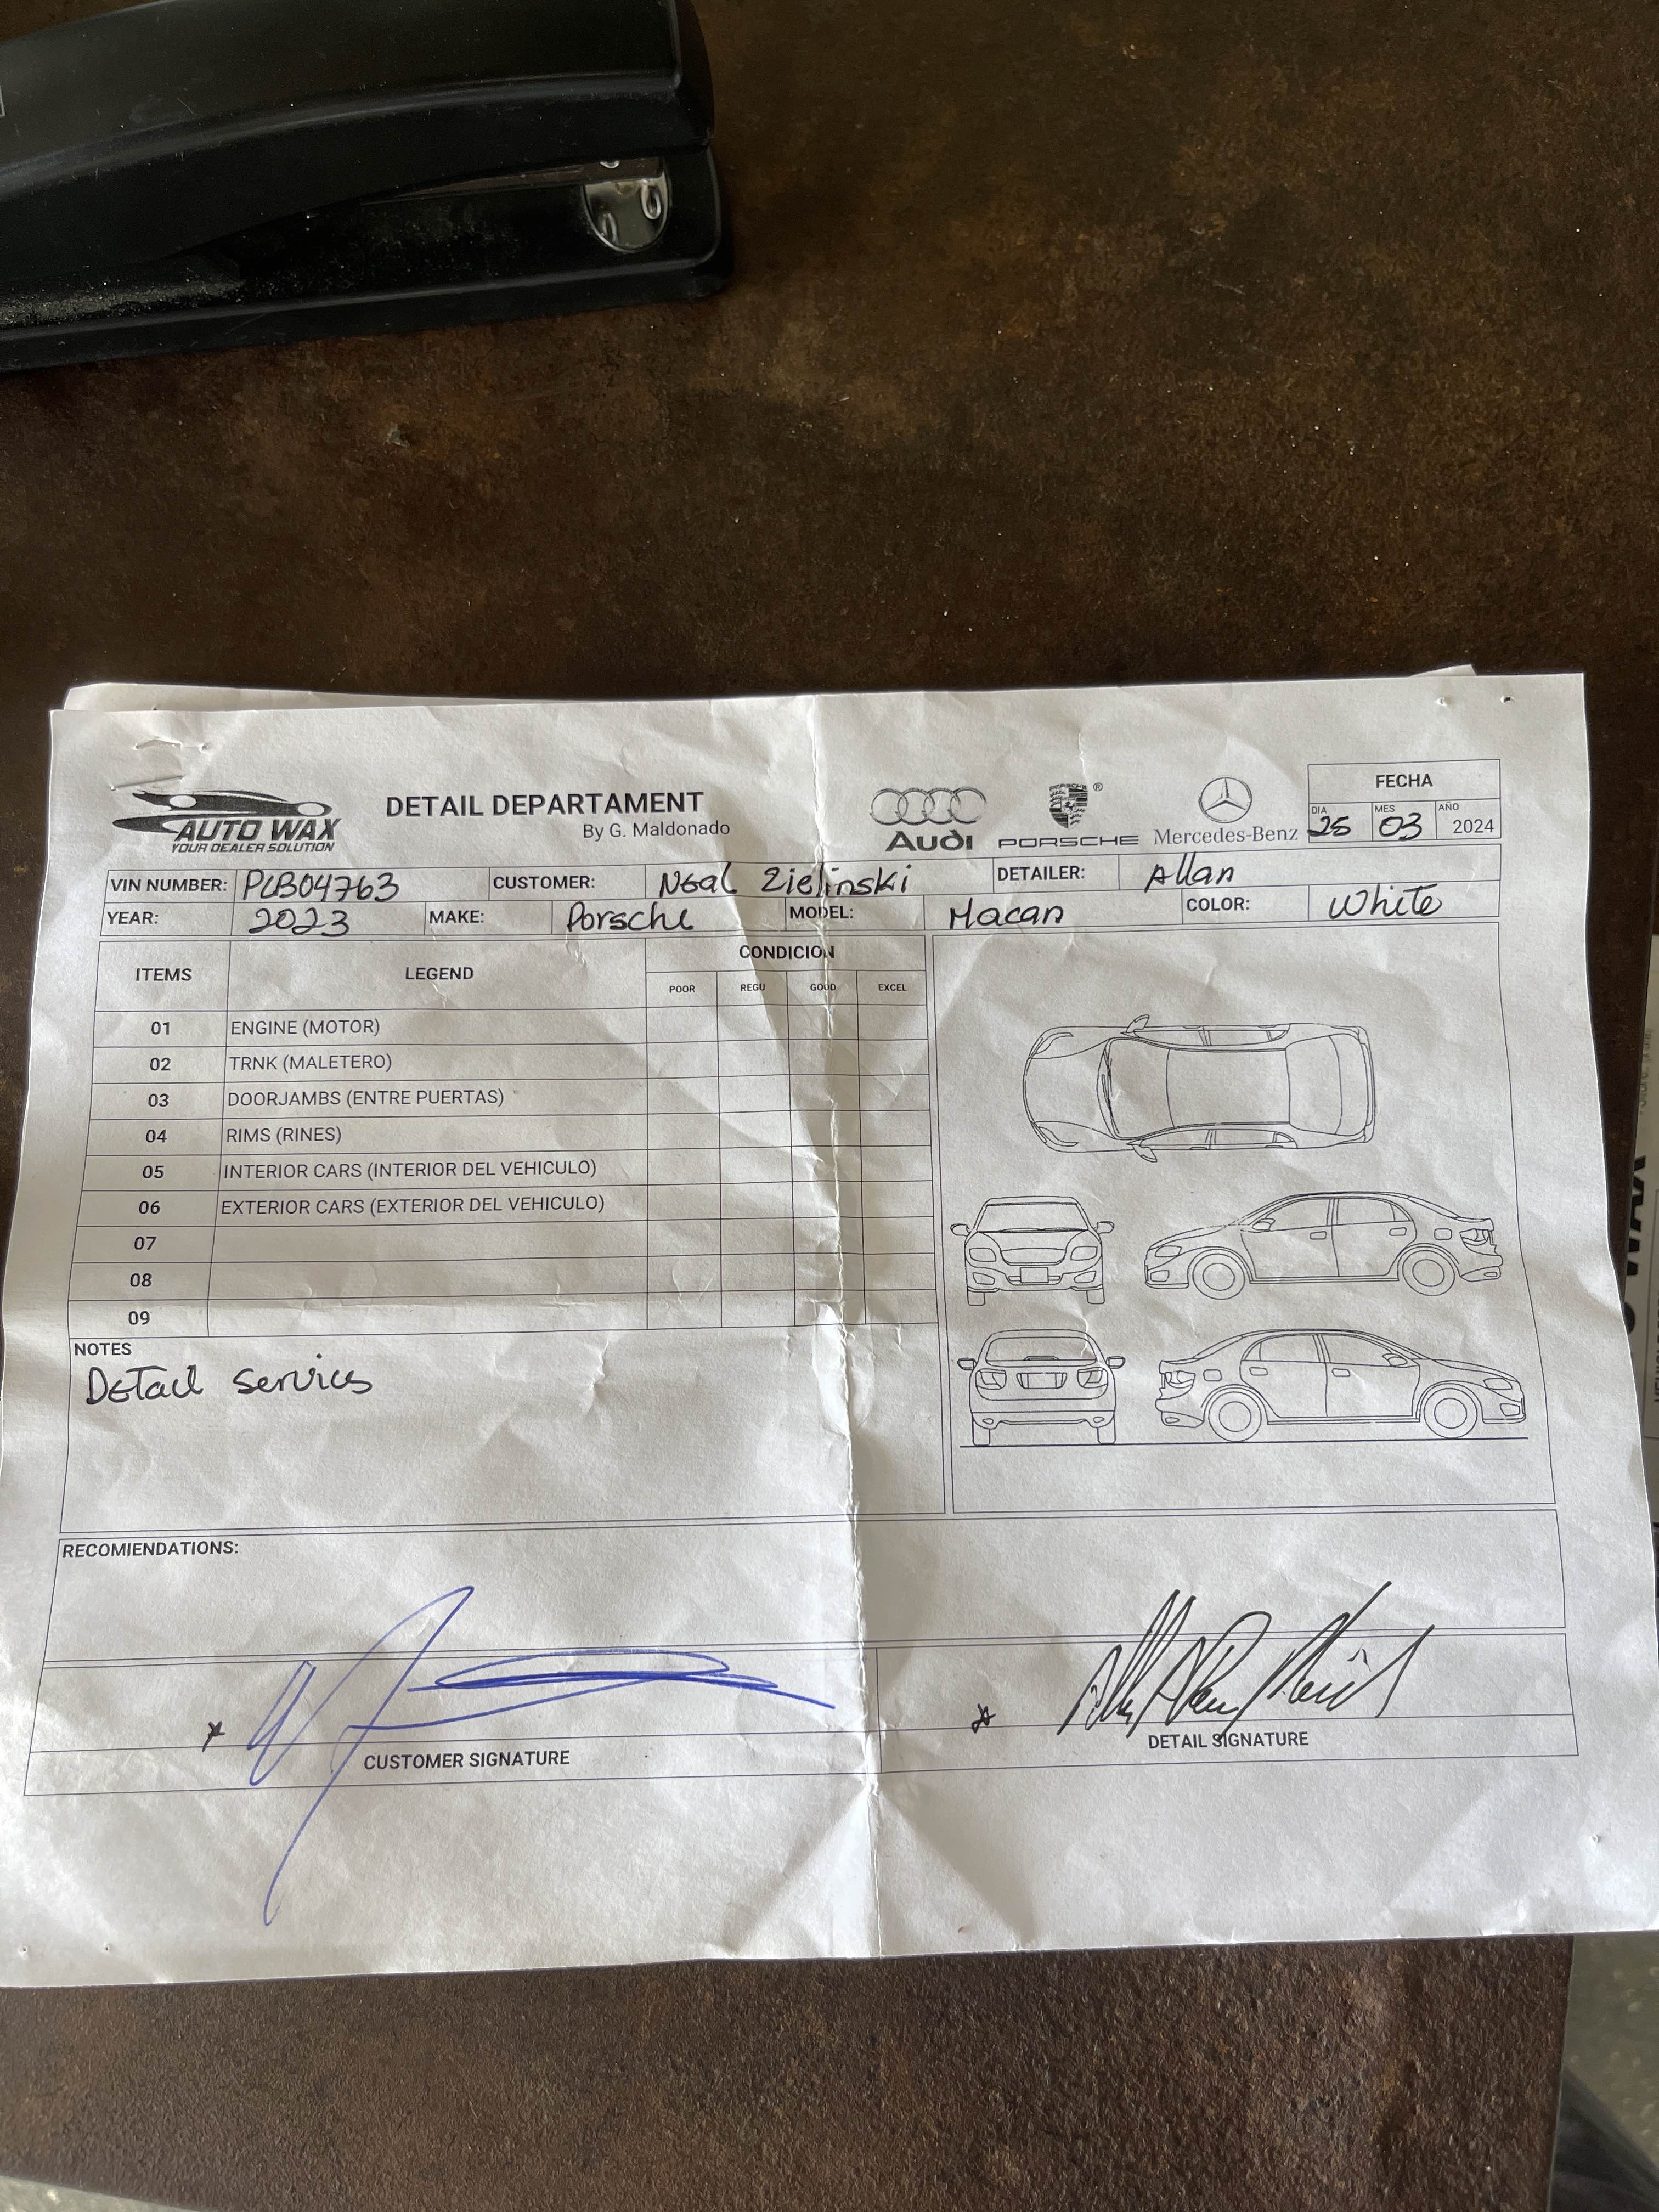 AUTO WAX
YOUR DEALER SOLUTION
DETAIL DEPARTAMENT
By G. Maldonado
Audi
PORSCHE
®
Mercedes-Benz
FECHA
DIA 25 MES 03 AÑO 2024
VIN NUMBER: PLB04763 CUSTOMER: Neal Zielinski DETAILER: Allan
YEAR: 2023 MAKE: Porsche MODEL: Macan COLOR: White
ITEMS LEGEND CONDICION
POOR REGU GOOD EXCEL
01 ENGINE (MOTOR)
02 TRNK (MALETERO)
03 DOORJAMBS (ENTRE PUERTAS)
04 RIMS (RINES)
05 INTERIOR CARS (INTERIOR DEL VEHICULO)
06 EXTERIOR CARS (EXTERIOR DEL VEHICULO)
07
08
09
NOTES
Detail service
RECOMIENDATIONS:
CUSTOMER SIGNATURE
DETAIL SIGNATURE